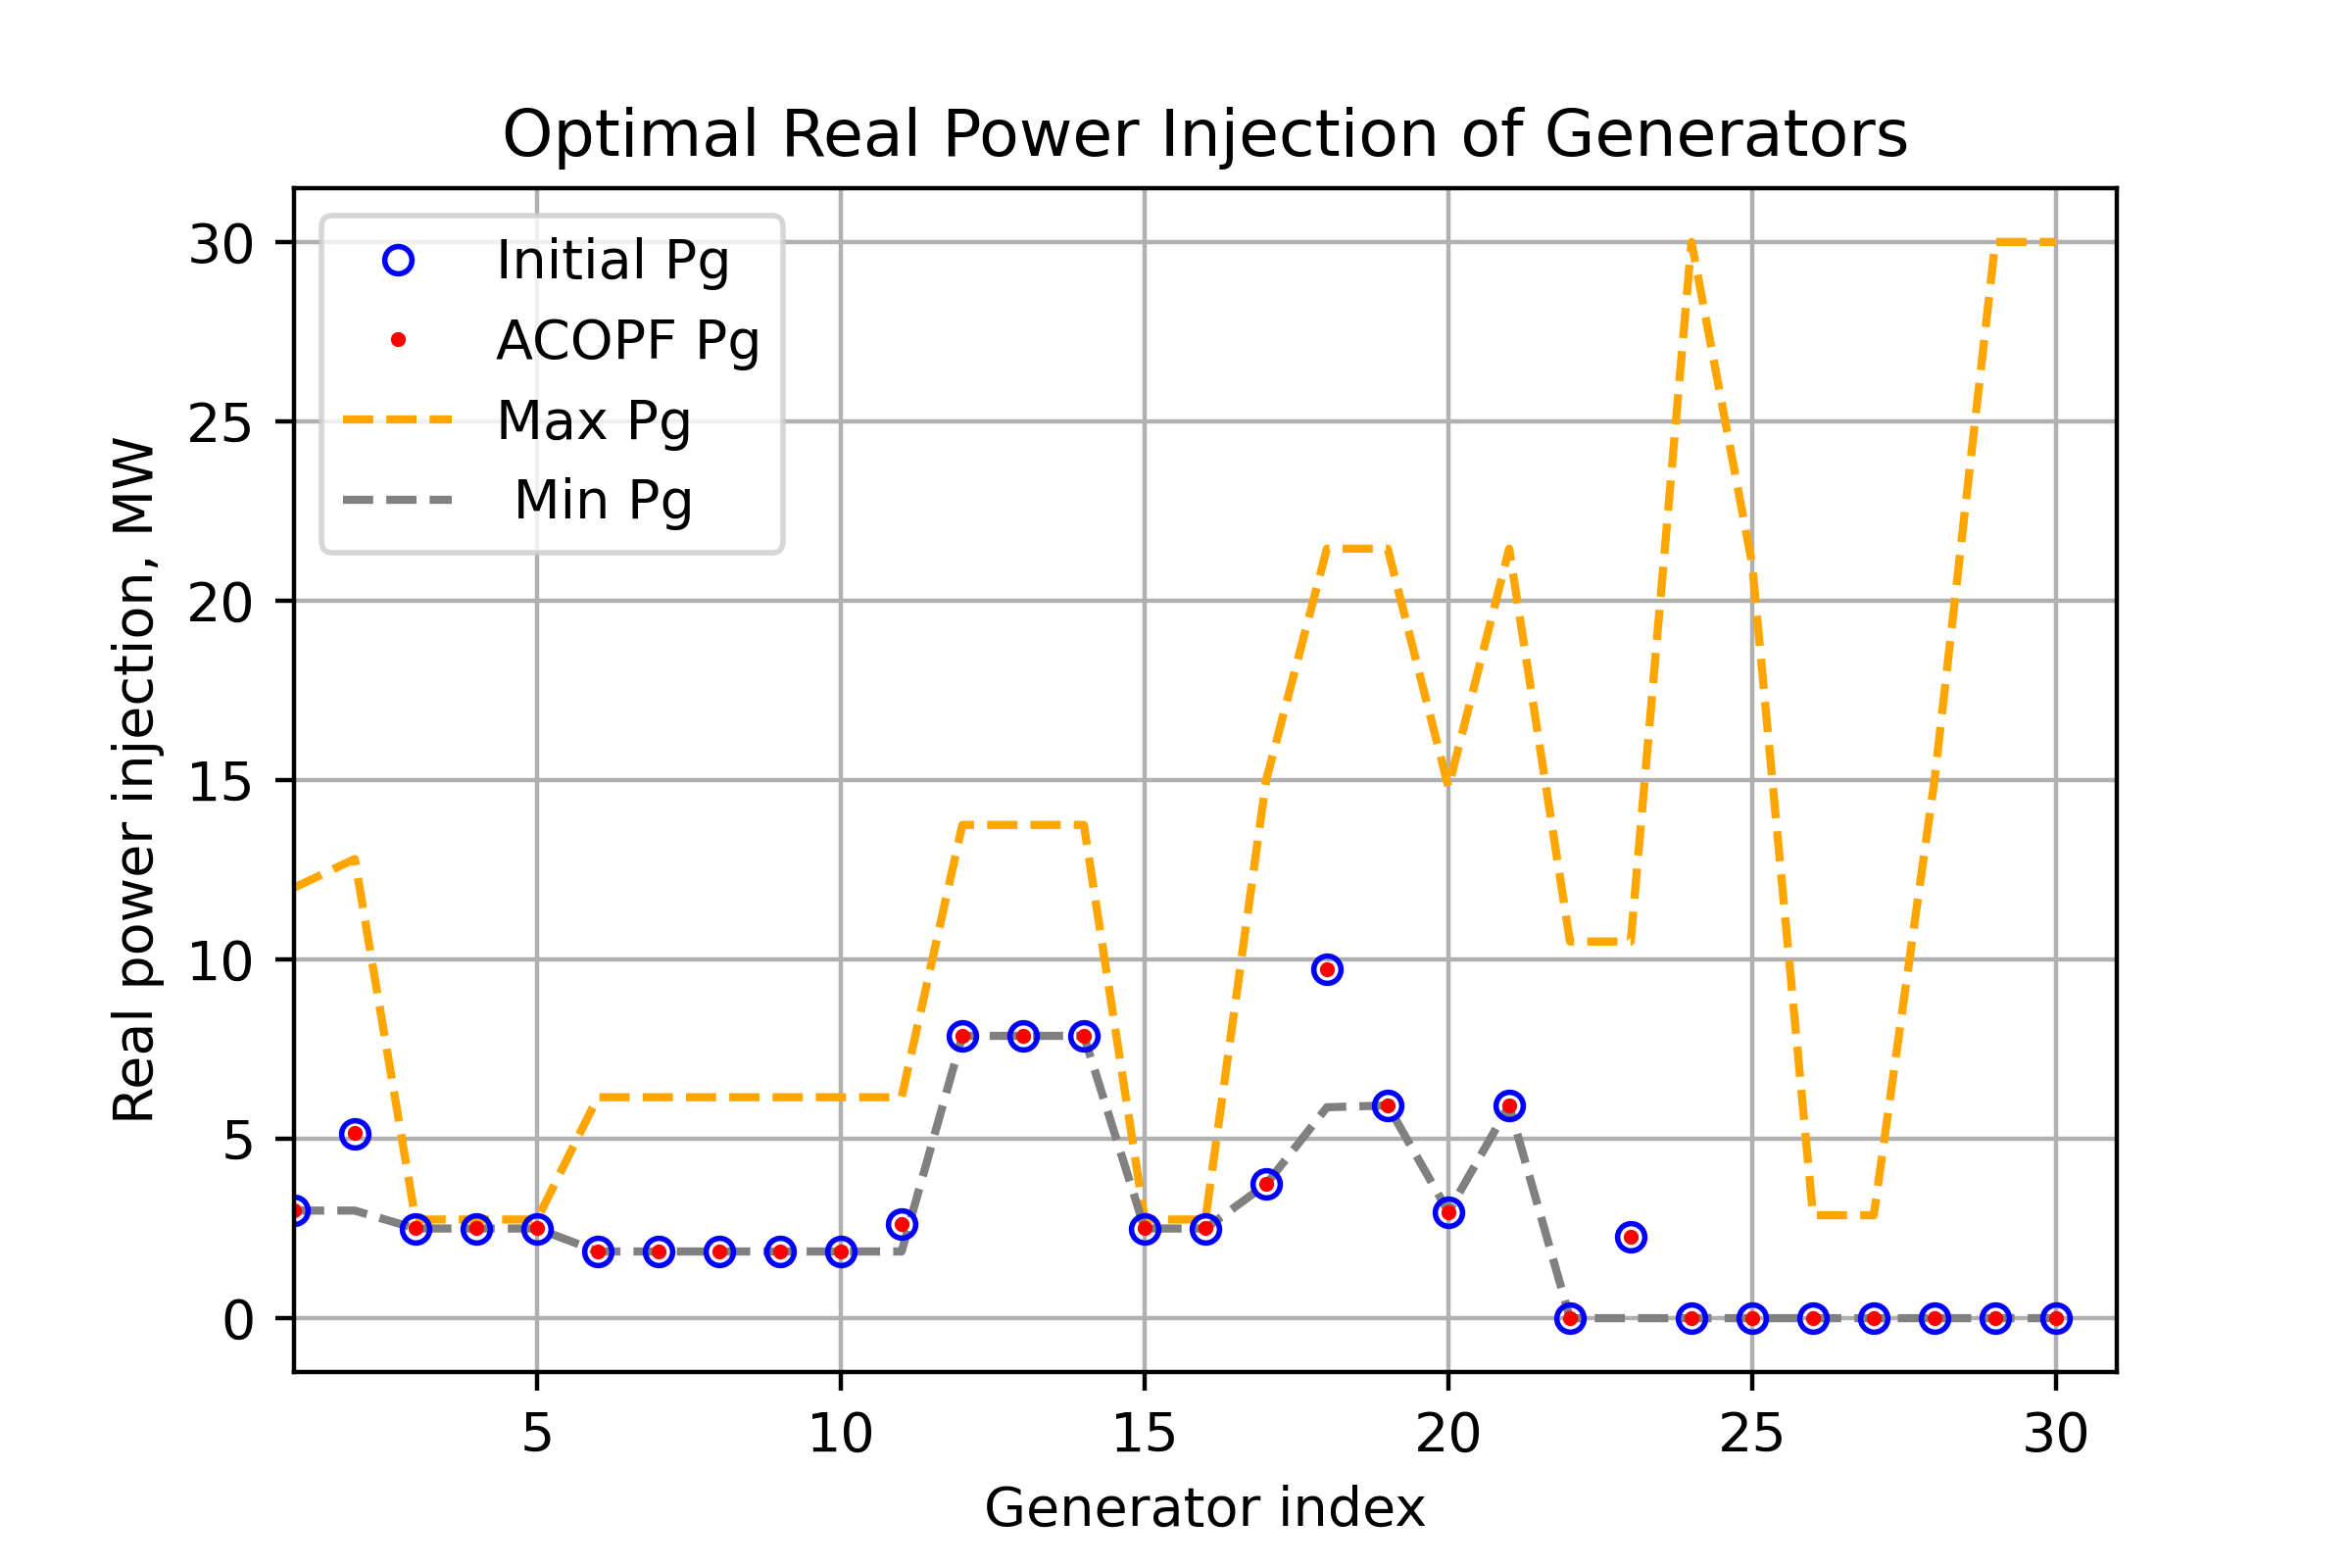 Optimal Real Power Injection of Generators
Initial Pg
ACOPF Pg
Max Pg
Min Pg
Real power injection, MW
30
25
20
15
10
5
0
5 10 15 20 25 30
Generator index